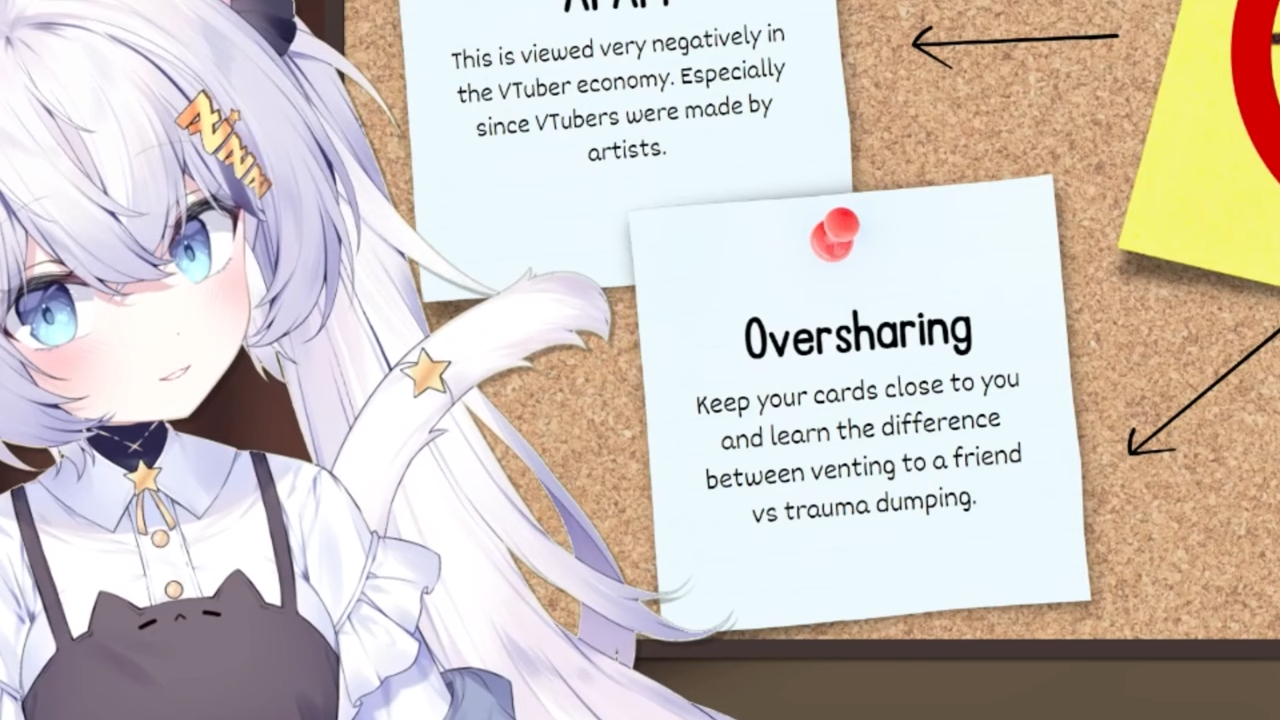 This is viewed very negatively in
the VTuber economy. Especially
since VTubers were made by
artists.
Oversharing
Keep your cards close to you
and learn the difference
between venting to a friend
vs trauma dumping.
Zzzz